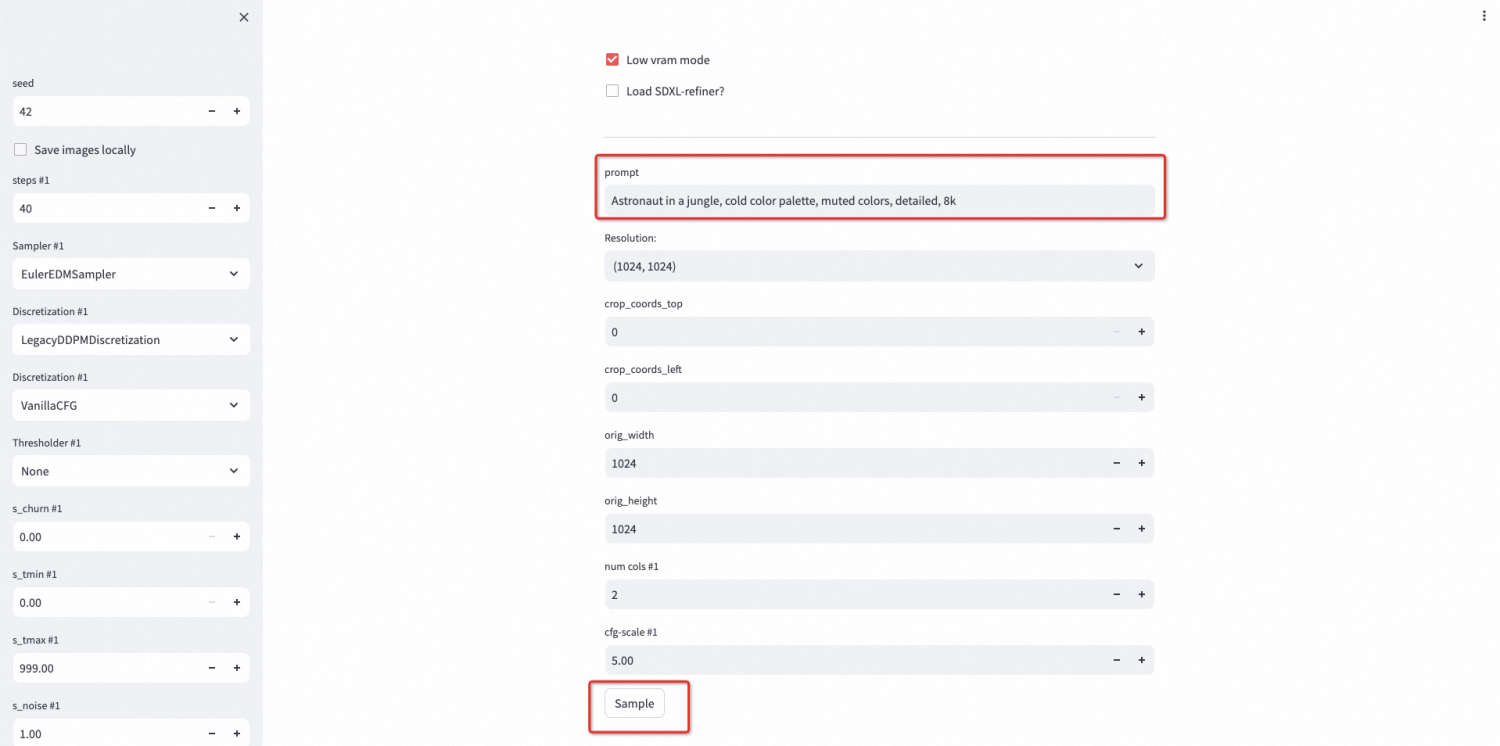 seed
42
Save images locally
steps #1
40
Sampler #1
EulerEDMSampler
Discretization #1
LegacyDDPMDiscretization
Discretization #1
VanillaCFG
Thresholder #1
None
s_churn #1
0.00
s_tmin #1
0.00
s_tmax #1
999.00
s_noise #1
1.00
Low vram mode
Load SDXL-refiner?
prompt
Astronaut in a jungle, cold color palette, muted colors, detailed, 8k
Resolution:
(1024, 1024)
crop_coords_top
0
crop_coords_left
0
orig_width
1024
orig_height
1024
num cols #1
2
cfg-scale #1
5.00
Sample